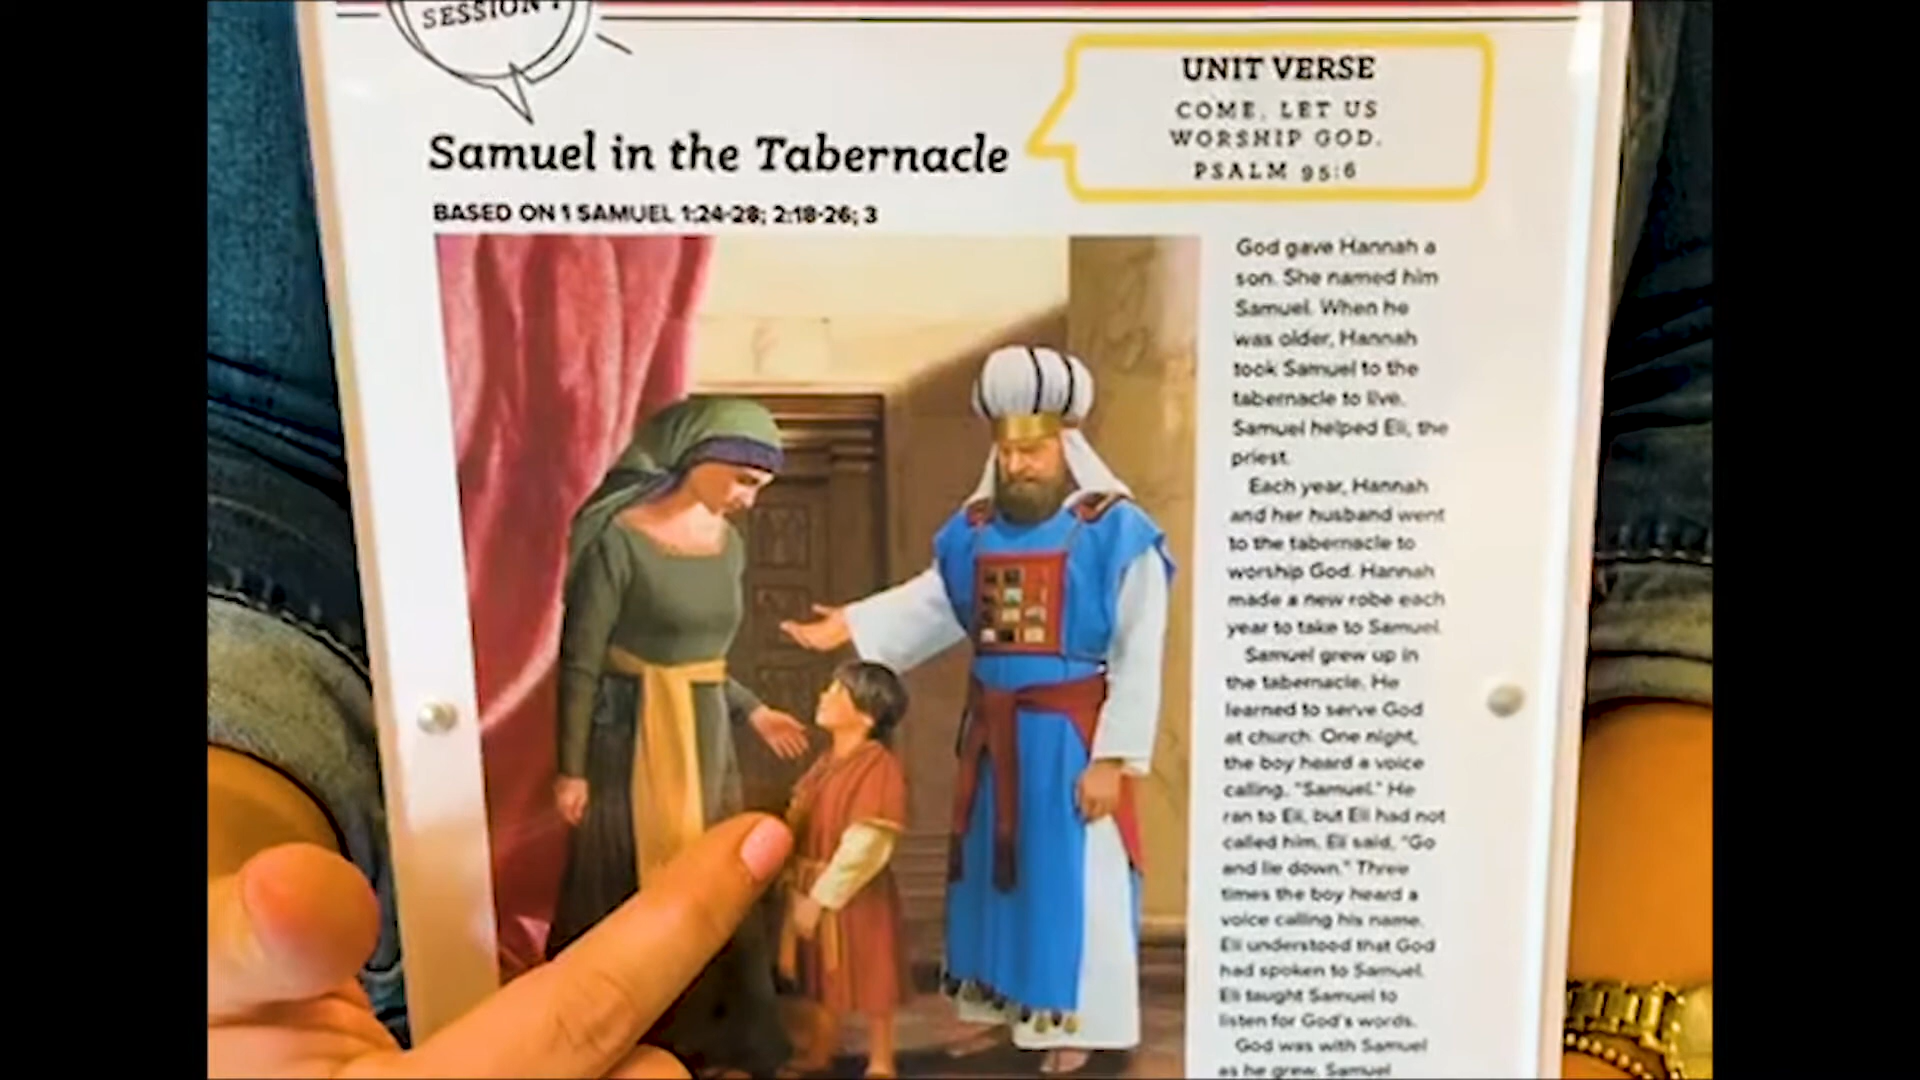 SESSION
UNIT VERSE
COME, LET US
WORSHIP GOD.
PSALM 95:6
Samuel in the Tabernacle
BASED ON 1 SAMUEL 1:24-28; 2:18-26; 3
God gave Hannah a
son. She named him
Samuel. When he
was older, Hannah
took Samuel to the
tabernacle to live.
Samuel helped Eli, the
priest.
Each year, Hannah
and her husband went
to the tabernacle to
worship God. Hannah
made a new robe each
year to take to Samuel.
Samuel grew up in
the tabernacle. He
learned to serve God
at church. One night,
the boy heard a voice
calling, "Samuel." He
ran to Eli, but Eli had not
called him. Eli said, "Go
and lie down." Three
times the boy heard a
voice calling his name.
Eli understood that God
had spoken to Samuel.
Eli taught Samuel to
listen for God's words.
God was with Samuel
as he grew. Samuel